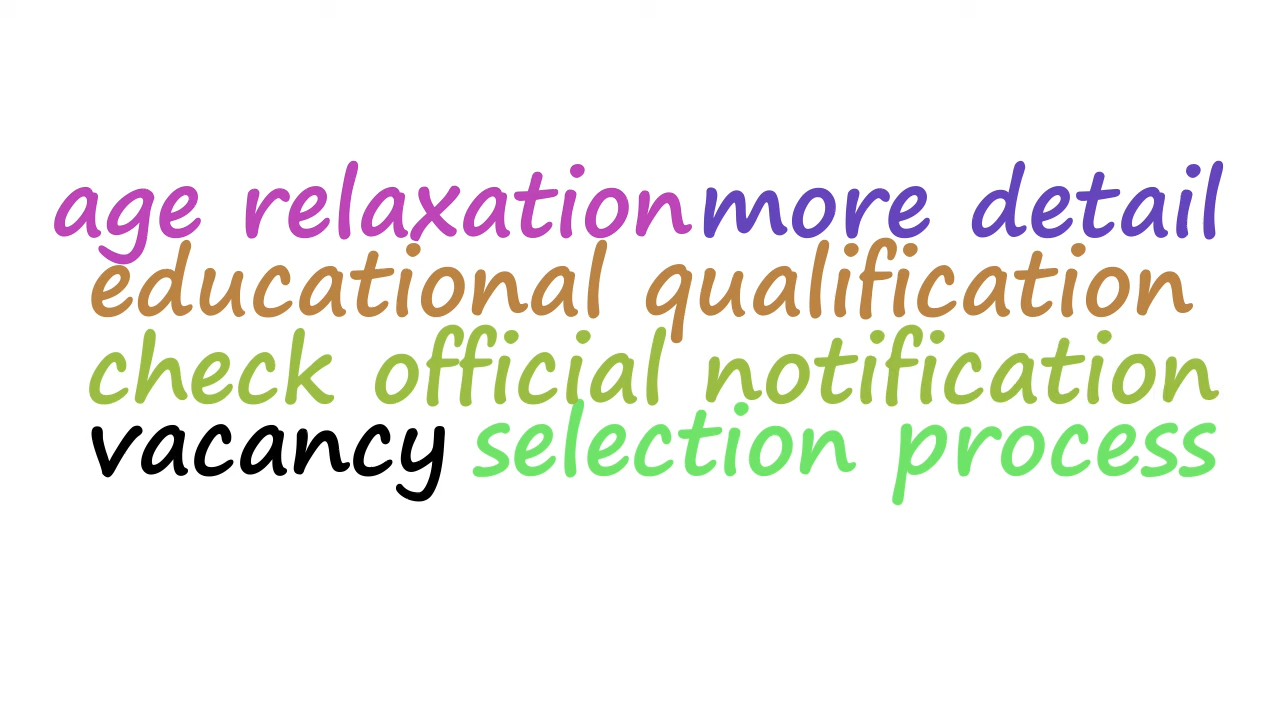 age relaxation more detail
educational qualification
check official notification
vacancy selection process